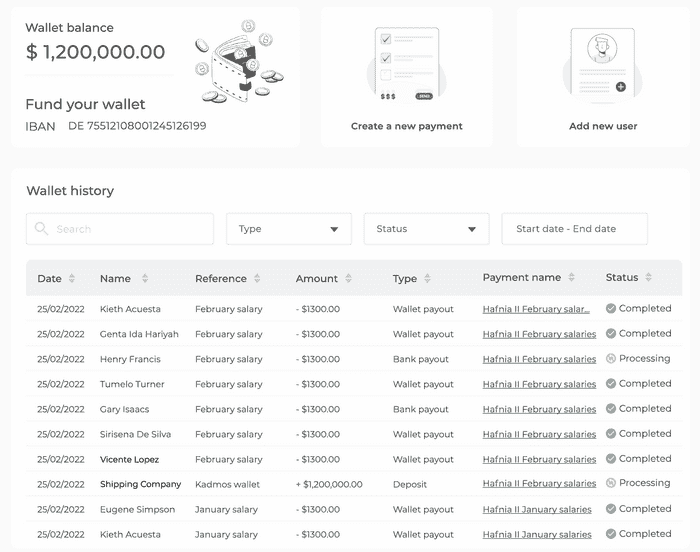 Wallet balance
$ 1,200,000.00
Fund your wallet
IBAN DE 75512108001245126199
$$$ SEND
Create a new payment
Add new user
Wallet history
Search Type Status Start date - End date
Date Name Reference Amount Type Payment name Status
25/02/2022 Kieth Acuesta February salary - $1300.00 Wallet payout Hafnia II February salar... Completed
25/02/2022 Genta Ida Hariyah February salary - $1300.00 Wallet payout Hafnia II February salaries Completed
25/02/2022 Henry Francis February salary - $1300.00 Bank payout Hafnia II February salaries Processing
25/02/2022 Tumelo Turner February salary - $1300.00 Wallet payout Hafnia II February salaries Completed
25/02/2022 Gary Isaacs February salary - $1300.00 Bank payout Hafnia II February salaries Completed
25/02/2022 Sirisena De Silva February salary - $1300.00 Wallet payout Hafnia II February salaries Completed
25/02/2022 Vicente Lopez February salary - $1300.00 Wallet payout Hafnia II February salaries Completed
25/02/2022 Shipping Company Kadmos wallet + $1,200,000.00 Deposit Hafnia II February salaries Processing
25/02/2022 Eugene Simpson January salary - $1300.00 Wallet payout Hafnia II January salaries Completed
25/02/2022 Kieth Acuesta January salary - $1300.00 Wallet payout Hafnia II January salaries Completed